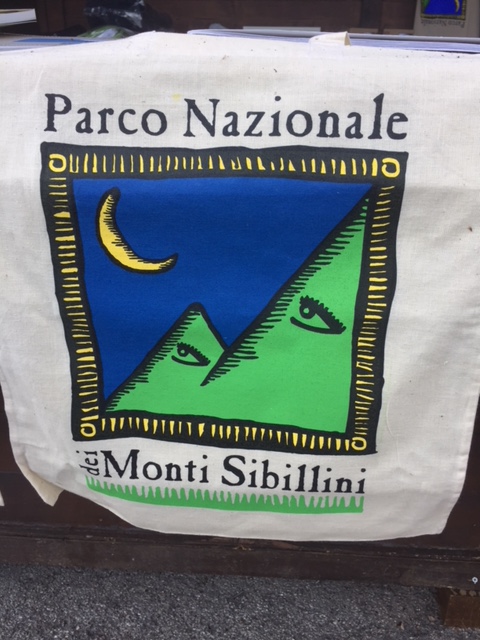 Parco Nazionale
dei Monti Sibillini